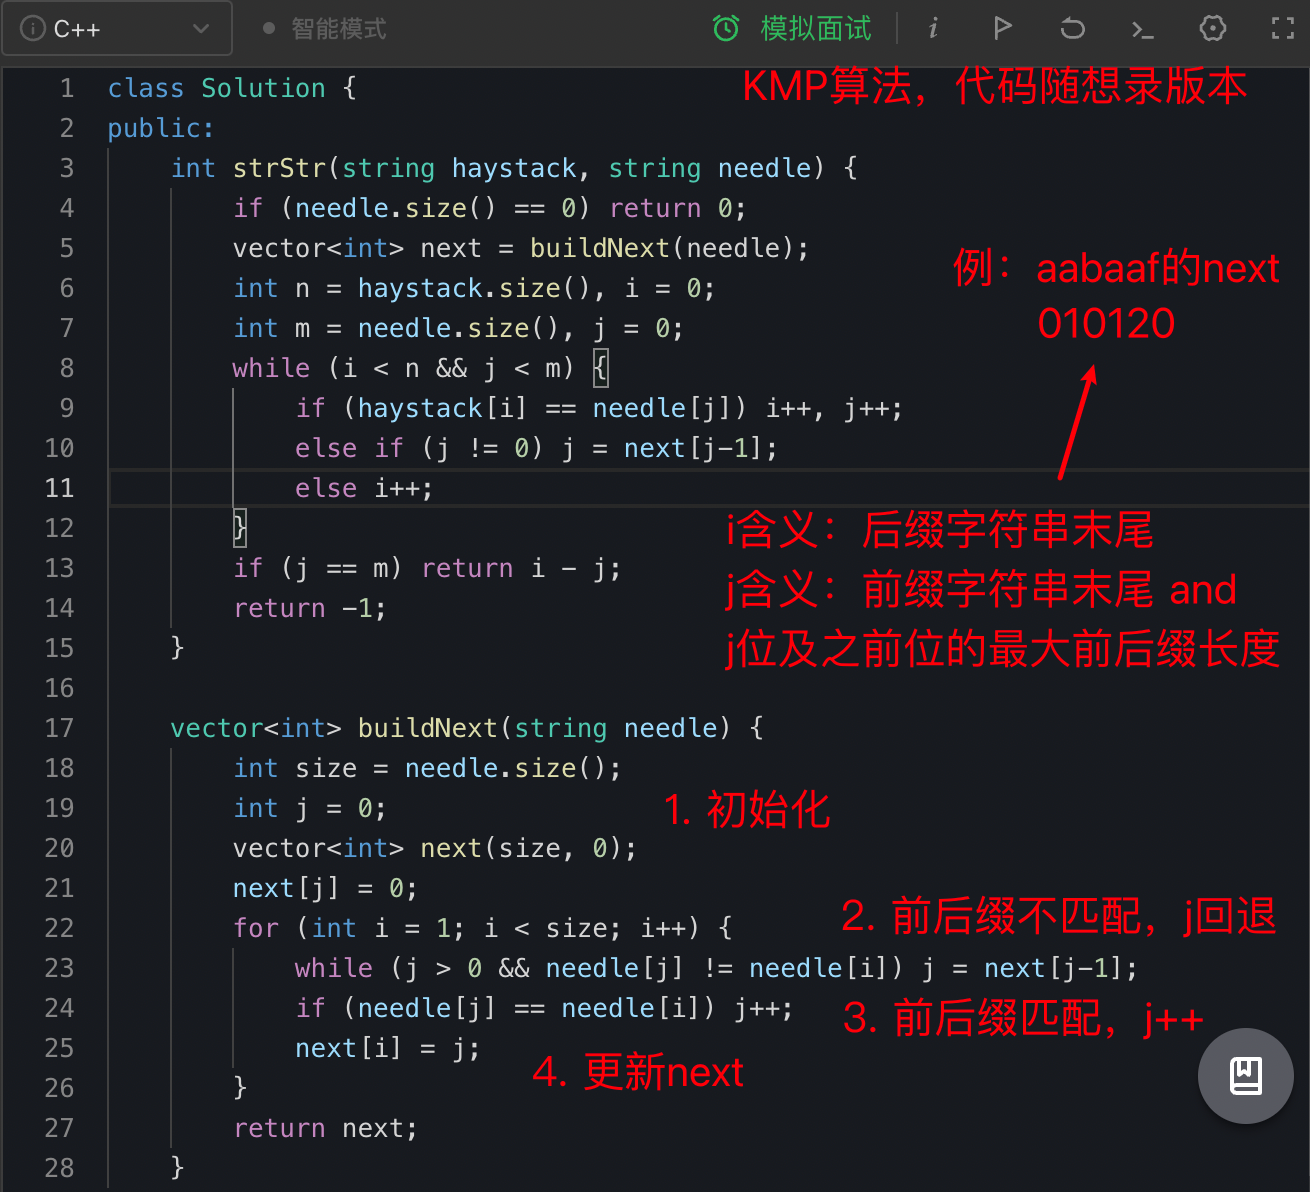 C++ 智能模式 模拟面试
1 class Solution { KMP算法，代码随想录版本
2 public:
3 int strStr(string haystack, string needle) {
4 if (needle.size() == 0) return 0;
5 vector<int> next = buildNext(needle);
例：aabaaf的next
6 int n = haystack.size(), i = 0;
010120
7 int m = needle.size(), j = 0;
8 while (i < n && j < m) {
9 if (haystack[i] == needle[j]) i++, j++;
10 else if (j != 0) j = next[j-1];
11 else i++;
12 }
i含义：后缀字符串末尾
13 if (j == m) return i - j;
j含义：前缀字符串末尾 and
14 return -1;
15 }
j位及之前位的最大前后缀长度
16
17 vector<int> buildNext(string needle) {
18 int size = needle.size();
19 int j = 0;
1. 初始化
20 vector<int> next(size, 0);
21 next[j] = 0;
2. 前后缀不匹配，j回退
22 for (int i = 1; i < size; i++) {
23 while (j > 0 && needle[j] != needle[i]) j = next[j-1];
24 if (needle[j] == needle[i]) j++;
3. 前后缀匹配，j++
25 next[i] = j;
4. 更新next
26 }
27 return next;
28 }